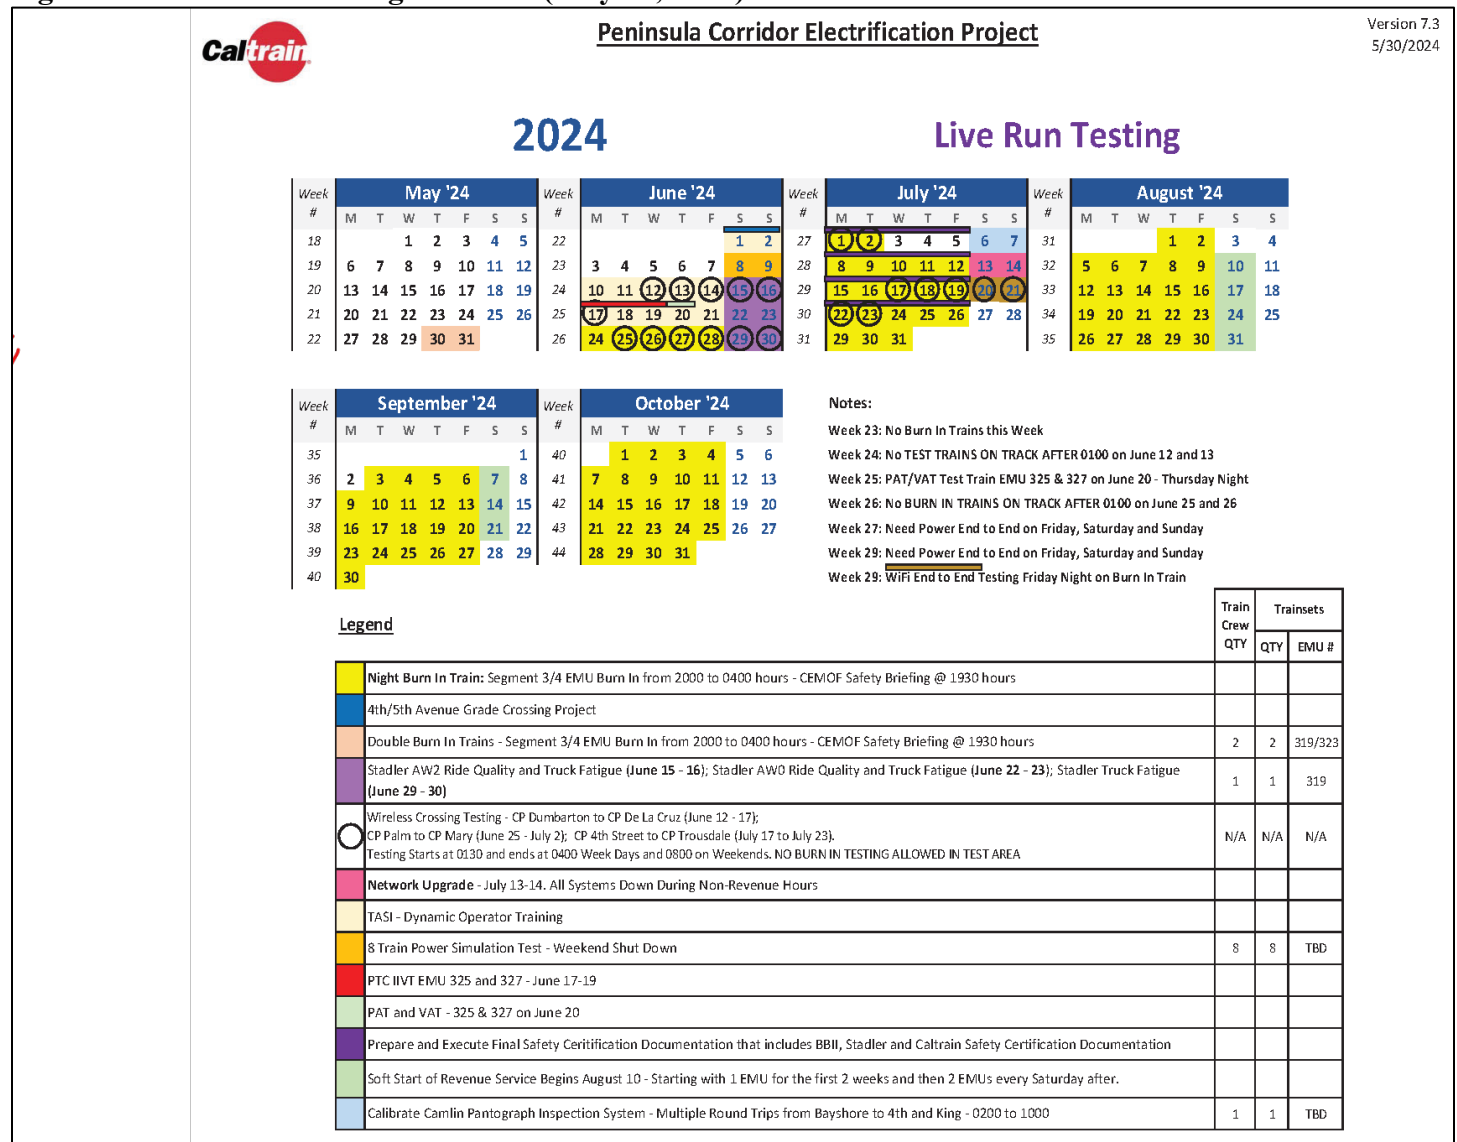 Caltrain
Peninsula Corridor Electrification Project
Version 7.3
5/30/2024
2024
Live Run Testing
Week # May '24
M T W T F S S
18 1 2 3 4 5
19 6 7 8 9 10 11 12
20 13 14 15 16 17 18 19
21 20 21 22 23 24 25 26
22 27 28 29 30 31
Week # June '24
M T W T F S S
22 1 2
23 3 4 5 6 7 8 9
24 10 11 12 13 14 15 16
25 17 18 19 20 21 22 23
26 24 25 26 27 28 29 30
Week # July '24
M T W T F S S
27 1 2 3 4 5 6 7
28 8 9 10 11 12 13 14
29 15 16 17 18 19 20 21
30 22 23 24 25 26 27 28
31 29 30 31
Week # August '24
M T W T F S S
31 1 2 3 4
32 5 6 7 8 9 10 11
33 12 13 14 15 16 17 18
34 19 20 21 22 23 24 25
35 26 27 28 29 30 31
Week # September '24
M T W T F S S
35 1
36 2 3 4 5 6 7 8
37 9 10 11 12 13 14 15
38 16 17 18 19 20 21 22
39 23 24 25 26 27 28 29
40 30
Week # October '24
M T W T F S S
40 1 2 3 4 5 6
41 7 8 9 10 11 12 13
42 14 15 16 17 18 19 20
43 21 22 23 24 25 26 27
44 28 29 30 31
Notes:
Week 23: No Burn In Trains this Week
Week 24: No TEST TRAINS ON TRACK AFTER 0100 on June 12 and 13
Week 25: PAT/VAT Test Train EMU 325 & 327 on June 20 - Thursday Night
Week 26: No BURN IN TRAINS ON TRACK AFTER 0100 on June 25 and 26
Week 27: Need Power End to End on Friday, Saturday and Sunday
Week 29: Need Power End to End on Friday, Saturday and Sunday
Week 29: WiFi End to End Testing Friday Night on Burn In Train
Legend
Train Crew QTY
Trainsets
QTY EMU #
Night Burn In Train: Segment 3/4 EMU Burn In from 2000 to 0400 hours - CEMOF Safety Briefing @ 1930 hours
4th/5th Avenue Grade Crossing Project
Double Burn In Trains - Segment 3/4 EMU Burn In from 2000 to 0400 hours - CEMOF Safety Briefing @ 1930 hours 2 2 319/323
Stadler AW2 Ride Quality and Truck Fatigue (June 15 - 16); Stadler AW0 Ride Quality and Truck Fatigue (June 22 - 23); Stadler Truck Fatigue
(June 29 - 30) 1 1 319
Wireless Crossing Testing - CP Dumbarton to CP De La Cruz (June 12 - 17);
CP Palm to CP Mary (June 25 - July 2); CP 4th Street to CP Trousdale (July 17 to July 23). N/A N/A N/A
Testing Starts at 0130 and ends at 0400 Week Days and 0800 on Weekends. NO BURN IN TESTING ALLOWED IN TEST AREA
Network Upgrade - July 13-14. All Systems Down During Non-Revenue Hours
TASI - Dynamic Operator Training
8 Train Power Simulation Test - Weekend Shut Down 8 8 TBD
PTC IIVT EMU 325 and 327 - June 17-19
PAT and VAT - 325 & 327 on June 20
Prepare and Execute Final Safety Ceritification Documentation that includes BBII, Stadler and Caltrain Safety Certification Documentation
Soft Start of Revenue Service Begins August 10 - Starting with 1 EMU for the first 2 weeks and then 2 EMUs every Saturday after.
Calibrate Camlin Pantograph Inspection System - Multiple Round Trips from Bayshore to 4th and King - 0200 to 1000 1 1 TBD